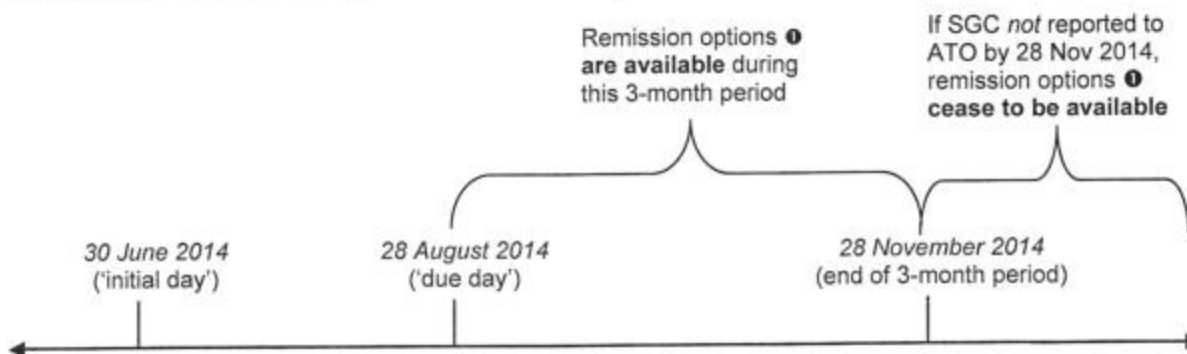 Remission options ❶
are available during
this 3-month period
If SGC not reported to
ATO by 28 Nov 2014,
remission options ❶
cease to be available
30 June 2014
('initial day')
28 August 2014
('due day')
28 November 2014
(end of 3-month period)